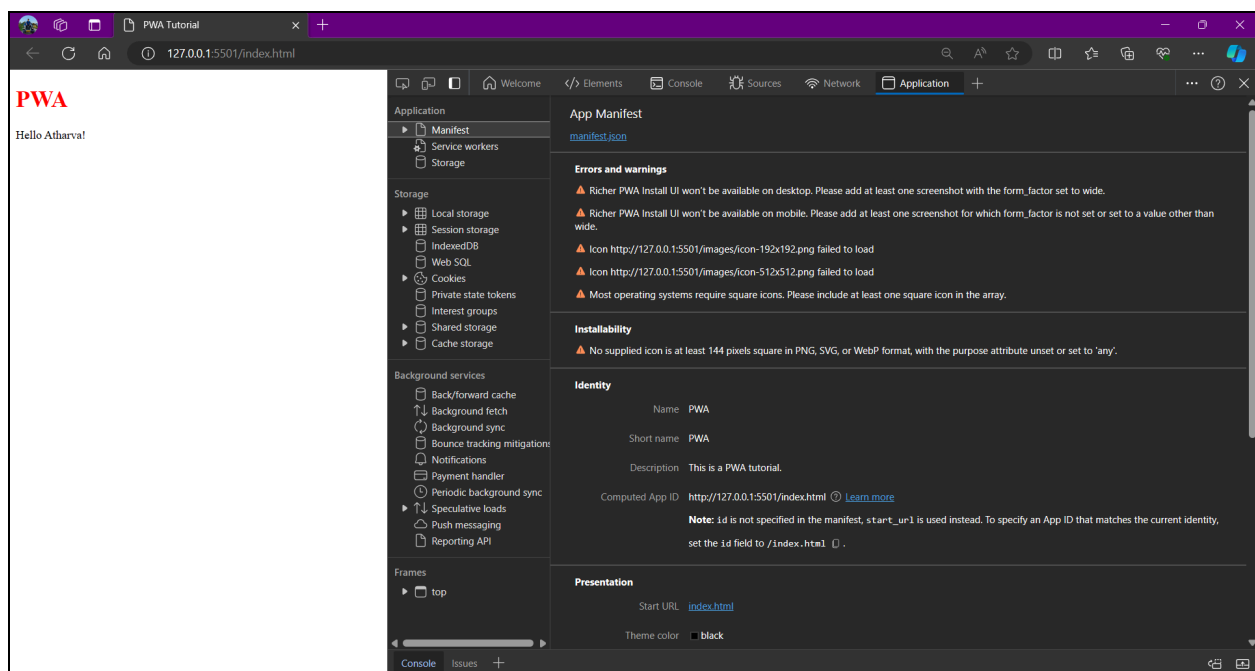 PWA Tutorial
127.0.0.1:5501/index.html
PWA
Hello Atharva!
Welcome
Elements
Console
Sources
Network
Application
Application
Manifest
Service workers
Storage
Storage
Local storage
Session storage
IndexedDB
Web SQL
Cookies
Private state tokens
Interest groups
Shared storage
Cache storage
Background services
Back/forward cache
Background fetch
Background sync
Bounce tracking mitigations
Notifications
Payment handler
Periodic background sync
Speculative loads
Push messaging
Reporting API
Frames
top
App Manifest
manifest.json
Errors and warnings
Richer PWA Install UI won't be available on desktop. Please add at least one screenshot with the form_factor set to wide.
Richer PWA Install UI won't be available on mobile. Please add at least one screenshot for which form_factor is not set or set to a value other than
wide.
Icon http://127.0.0.1:5501/images/icon-192x192.png failed to load
Icon http://127.0.0.1:5501/images/icon-512x512.png failed to load
Most operating systems require square icons. Please include at least one square icon in the array.
Installability
No supplied icon is at least 144 pixels square in PNG, SVG, or WebP format, with the purpose attribute unset or set to 'any'.
Identity
Name PWA
Short name PWA
Description This is a PWA tutorial.
Computed App ID http://127.0.0.1:5501/index.html Learn more
Note: id is not specified in the manifest, start_url is used instead. To specify an App ID that matches the current identity,
set the id field to /index.html .
Presentation
Start URL index.html
Theme color black
Console Issues